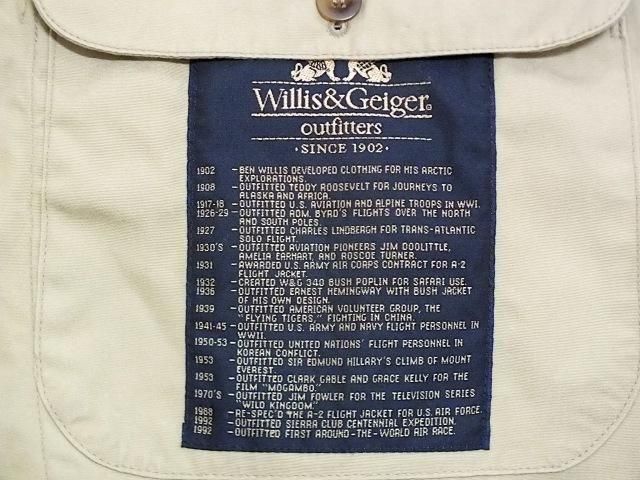 Willis&Geiger®
outfitters
· SINCE 1902 ·
1902 - BEN WILLIS DEVELOPED CLOTHING FOR HIS ARCTIC
EXPLORATIONS.
1908 - OUTFITTED TEDDY ROOSEVELT FOR JOURNEYS TO
ALASKA AND AFRICA.
1917-18 - OUTFITTED U.S. AVIATION AND ALPINE TROOPS IN WWI.
1926-29 - OUTFITTED ADM. BYRD'S FLIGHTS OVER THE NORTH
AND SOUTH POLES.
1927 - OUTFITTED CHARLES LINDBERGH FOR TRANS-ATLANTIC
SOLO FLIGHT.
1930'S - OUTFITTED AVIATION PIONEERS JIM DOOLITTLE,
AMELIA EARHART, AND ROSCOE TURNER.
1931 - AWARDED U.S. ARMY AIR CORPS CONTRACT FOR A-2
FLIGHT JACKET.
1932 - CREATED W&G 340 BUSH POPLIN FOR SAFARI USE.
1936 - OUTFITTED ERNEST HEMINGWAY WITH BUSH JACKET
OF HIS OWN DESIGN.
1939 - OUTFITTED AMERICAN VOLUNTEER GROUP, THE
"FLYING TIGERS," FIGHTING IN CHINA.
1941-45 - OUTFITTED U.S. ARMY AND NAVY FLIGHT PERSONNEL IN
WWII.
1950-53 - OUTFITTED UNITED NATIONS' FLIGHT PERSONNEL IN
KOREAN CONFLICT.
1953 - OUTFITTED SIR EDMUND HILLARY'S CLIMB OF MOUNT
EVEREST.
1953 - OUTFITTED CLARK GABLE AND GRACE KELLY FOR THE
FILM "MOGAMBO."
1970'S - OUTFITTED JIM FOWLER FOR THE TELEVISION SERIES
"WILD KINGDOM."
1988 - RE-SPEC'D THE A-2 FLIGHT JACKET FOR U.S. AIR FORCE.
1992 - OUTFITTED SIERRA CLUB CENTENNIAL EXPEDITION.
1992 - OUTFITTED FIRST AROUND-THE-WORLD AIR RACE.